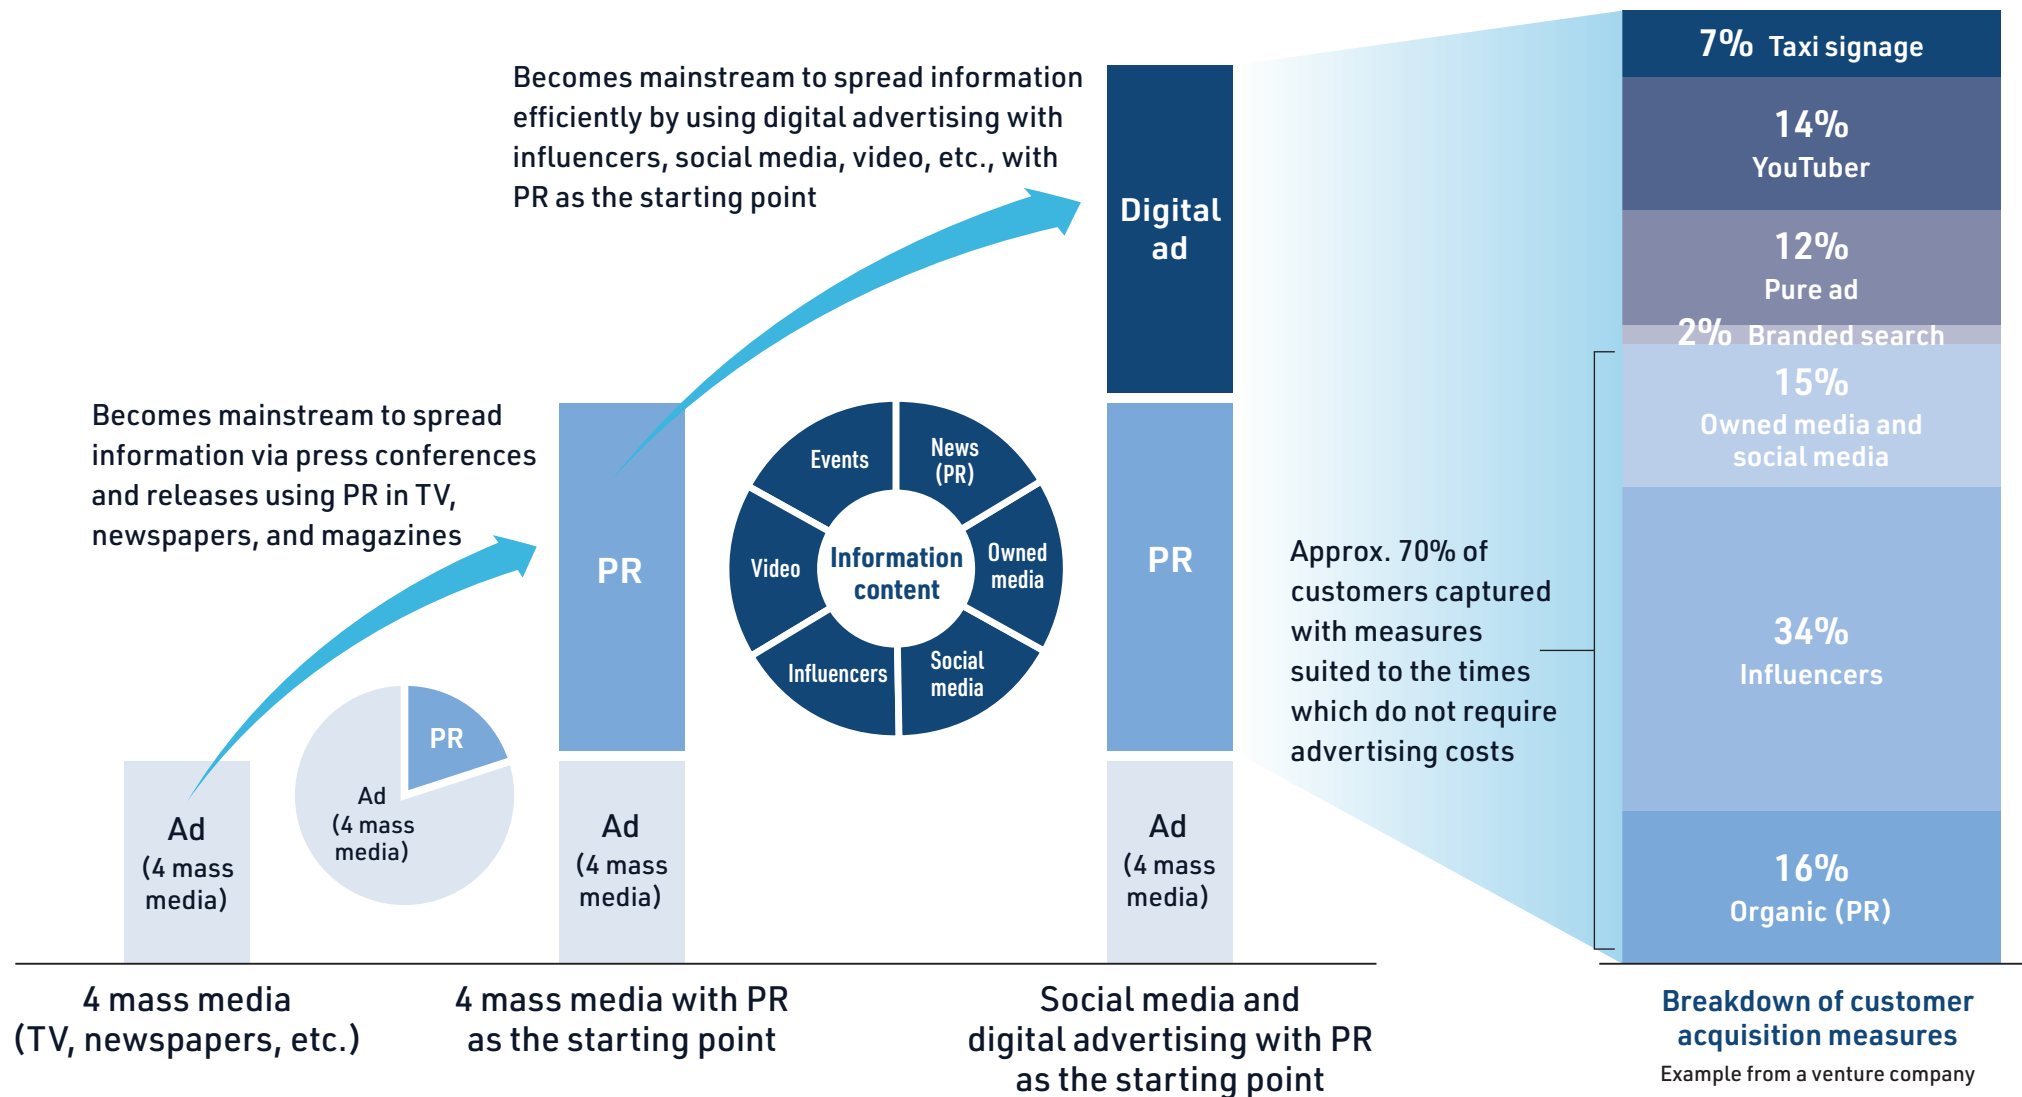 Becomes mainstream to spread information
efficiently by using digital advertising with
influencers, social media, video, etc., with
PR as the starting point
Becomes mainstream to spread
information via press conferences
and releases using PR in TV,
newspapers, and magazines
Ad
(4 mass
media)
PR
Ad
(4 mass
media)
PR
Ad
(4 mass
media)
Events
News
(PR)
Video
Information
content
Owned
media
Influencers
Social
media
Digital
ad
PR
Ad
(4 mass
media)
Approx. 70% of
customers captured
with measures
suited to the times
which do not require
advertising costs
7% Taxi signage
14%
YouTuber
12%
Pure ad
2% Branded search
15%
Owned media and
social media
34%
Influencers
16%
Organic (PR)
4 mass media
(TV, newspapers, etc.)
4 mass media with PR
as the starting point
Social media and
digital advertising with PR
as the starting point
Breakdown of customer
acquisition measures
Example from a venture company